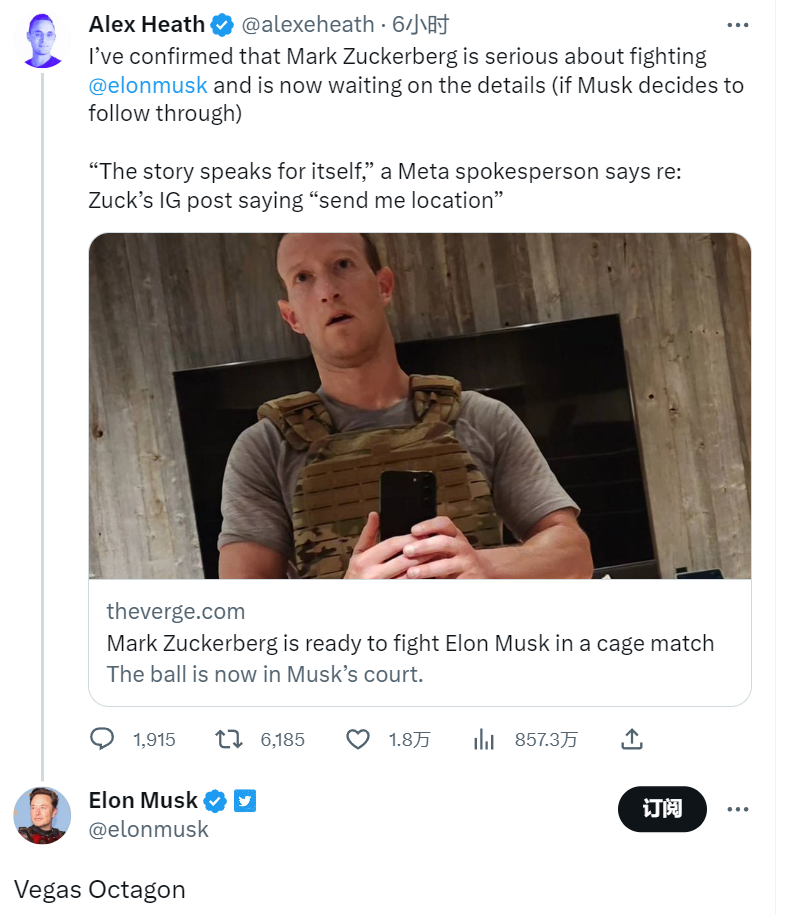 Alex Heath @alexeheath · 6小时
I’ve confirmed that Mark Zuckerberg is serious about fighting
@elonmusk and is now waiting on the details (if Musk decides to
follow through)
“The story speaks for itself,” a Meta spokesperson says re:
Zuck’s IG post saying “send me location”
theverge.com
Mark Zuckerberg is ready to fight Elon Musk in a cage match
The ball is now in Musk’s court.
1,915 6,185 1.8万 857.3万
Elon Musk
订阅
@elonmusk
Vegas Octagon